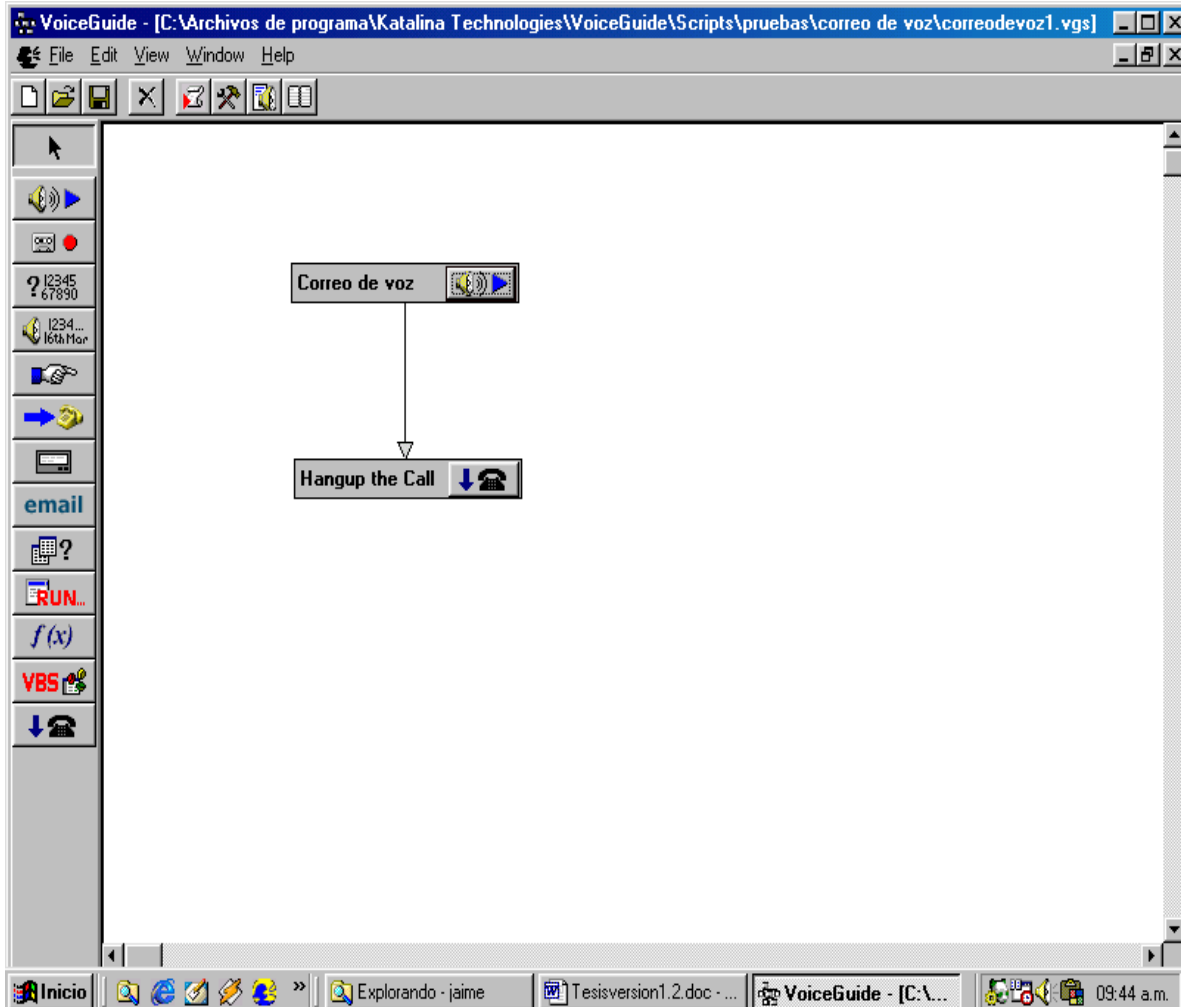 VoiceGuide - [C:\Archivos de programa\Katalina Technologies\VoiceGuide\Scripts\pruebas\correo de voz\correodevoz1.vgs]
File Edit View Window Help
Correo de voz
? 12345
67890
1234...
16th Mar
Hangup the Call
email
?
RUN...
f(x)
VBS
Inicio » Explorando - jaime Tesisversion1.2.doc - ... VoiceGuide - [C:\... 09:44 a.m.